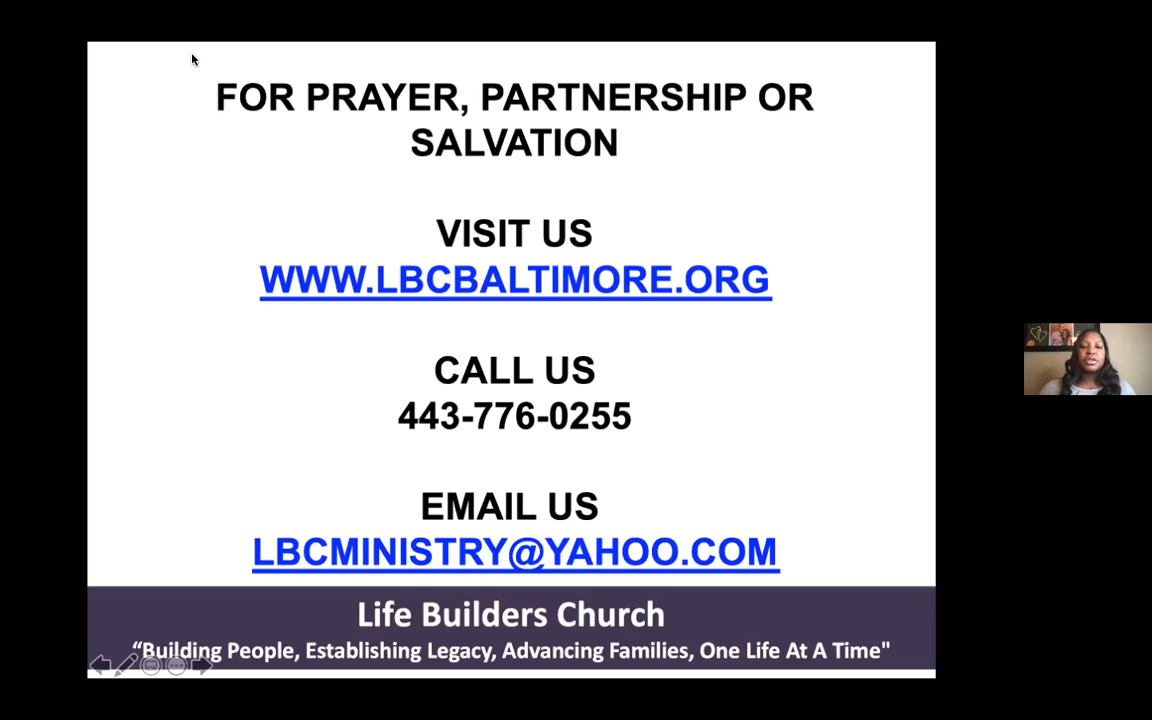 FOR PRAYER, PARTNERSHIP OR
SALVATION
VISIT US
WWW.LBCBALTIMORE.ORG
CALL US
443-776-0255
EMAIL US
LBCMINISTRY@YAHOO.COM
Life Builders Church
“Building People, Establishing Legacy, Advancing Families, One Life At A Time"